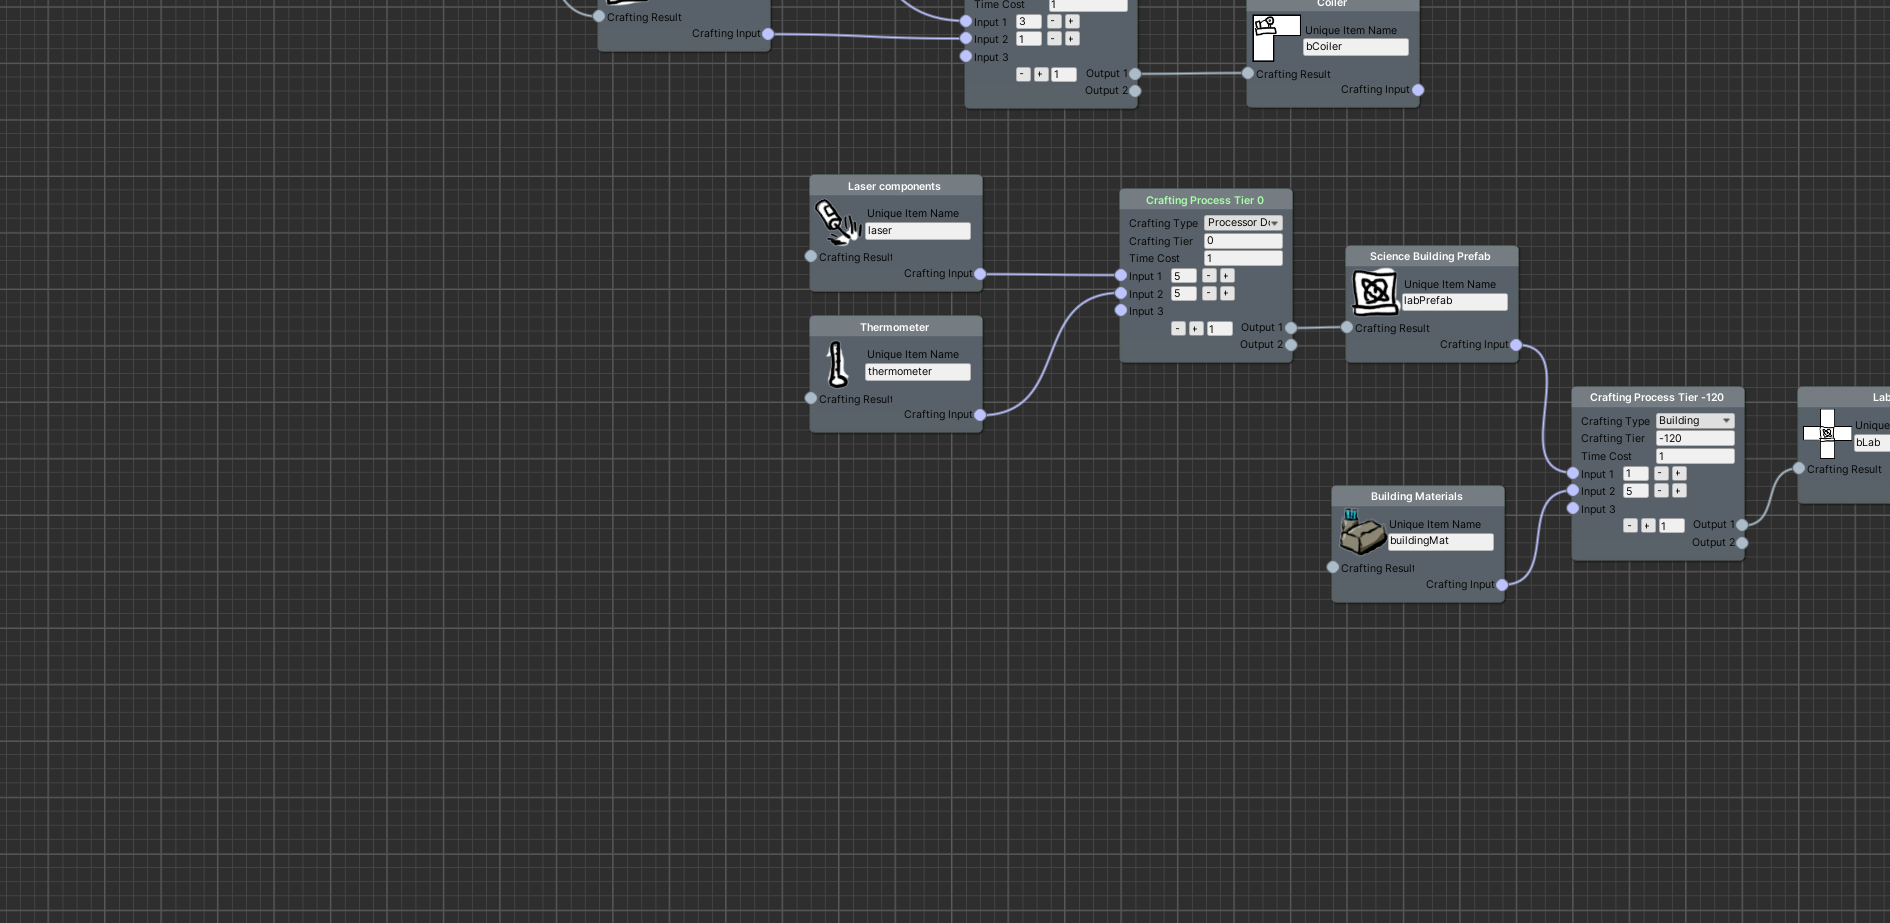 Crafting Result
Crafting Input
Time Cost 1
Input 1 3 - +
Input 2 1 - +
Input 3
- + 1 Output 1
Output 2
Coiler
Unique Item Name
bCoiler
Crafting Result
Crafting Input
Laser components
Unique Item Name
laser
Crafting Result
Crafting Input
Thermometer
Unique Item Name
thermometer
Crafting Result
Crafting Input
Crafting Process Tier 0
Crafting Type Processor D
Crafting Tier 0
Time Cost 1
Input 1 5 - +
Input 2 5 - +
Input 3
- + 1 Output 1
Output 2
Science Building Prefab
Unique Item Name
labPrefab
Crafting Result
Crafting Input
Building Materials
Unique Item Name
buildingMat
Crafting Result
Crafting Input
Crafting Process Tier -120
Crafting Type Building
Crafting Tier -120
Time Cost 1
Input 1 1 - +
Input 2 5 - +
Input 3
- + 1 Output 1
Output 2
Lab
Unique
bLab
Crafting Result